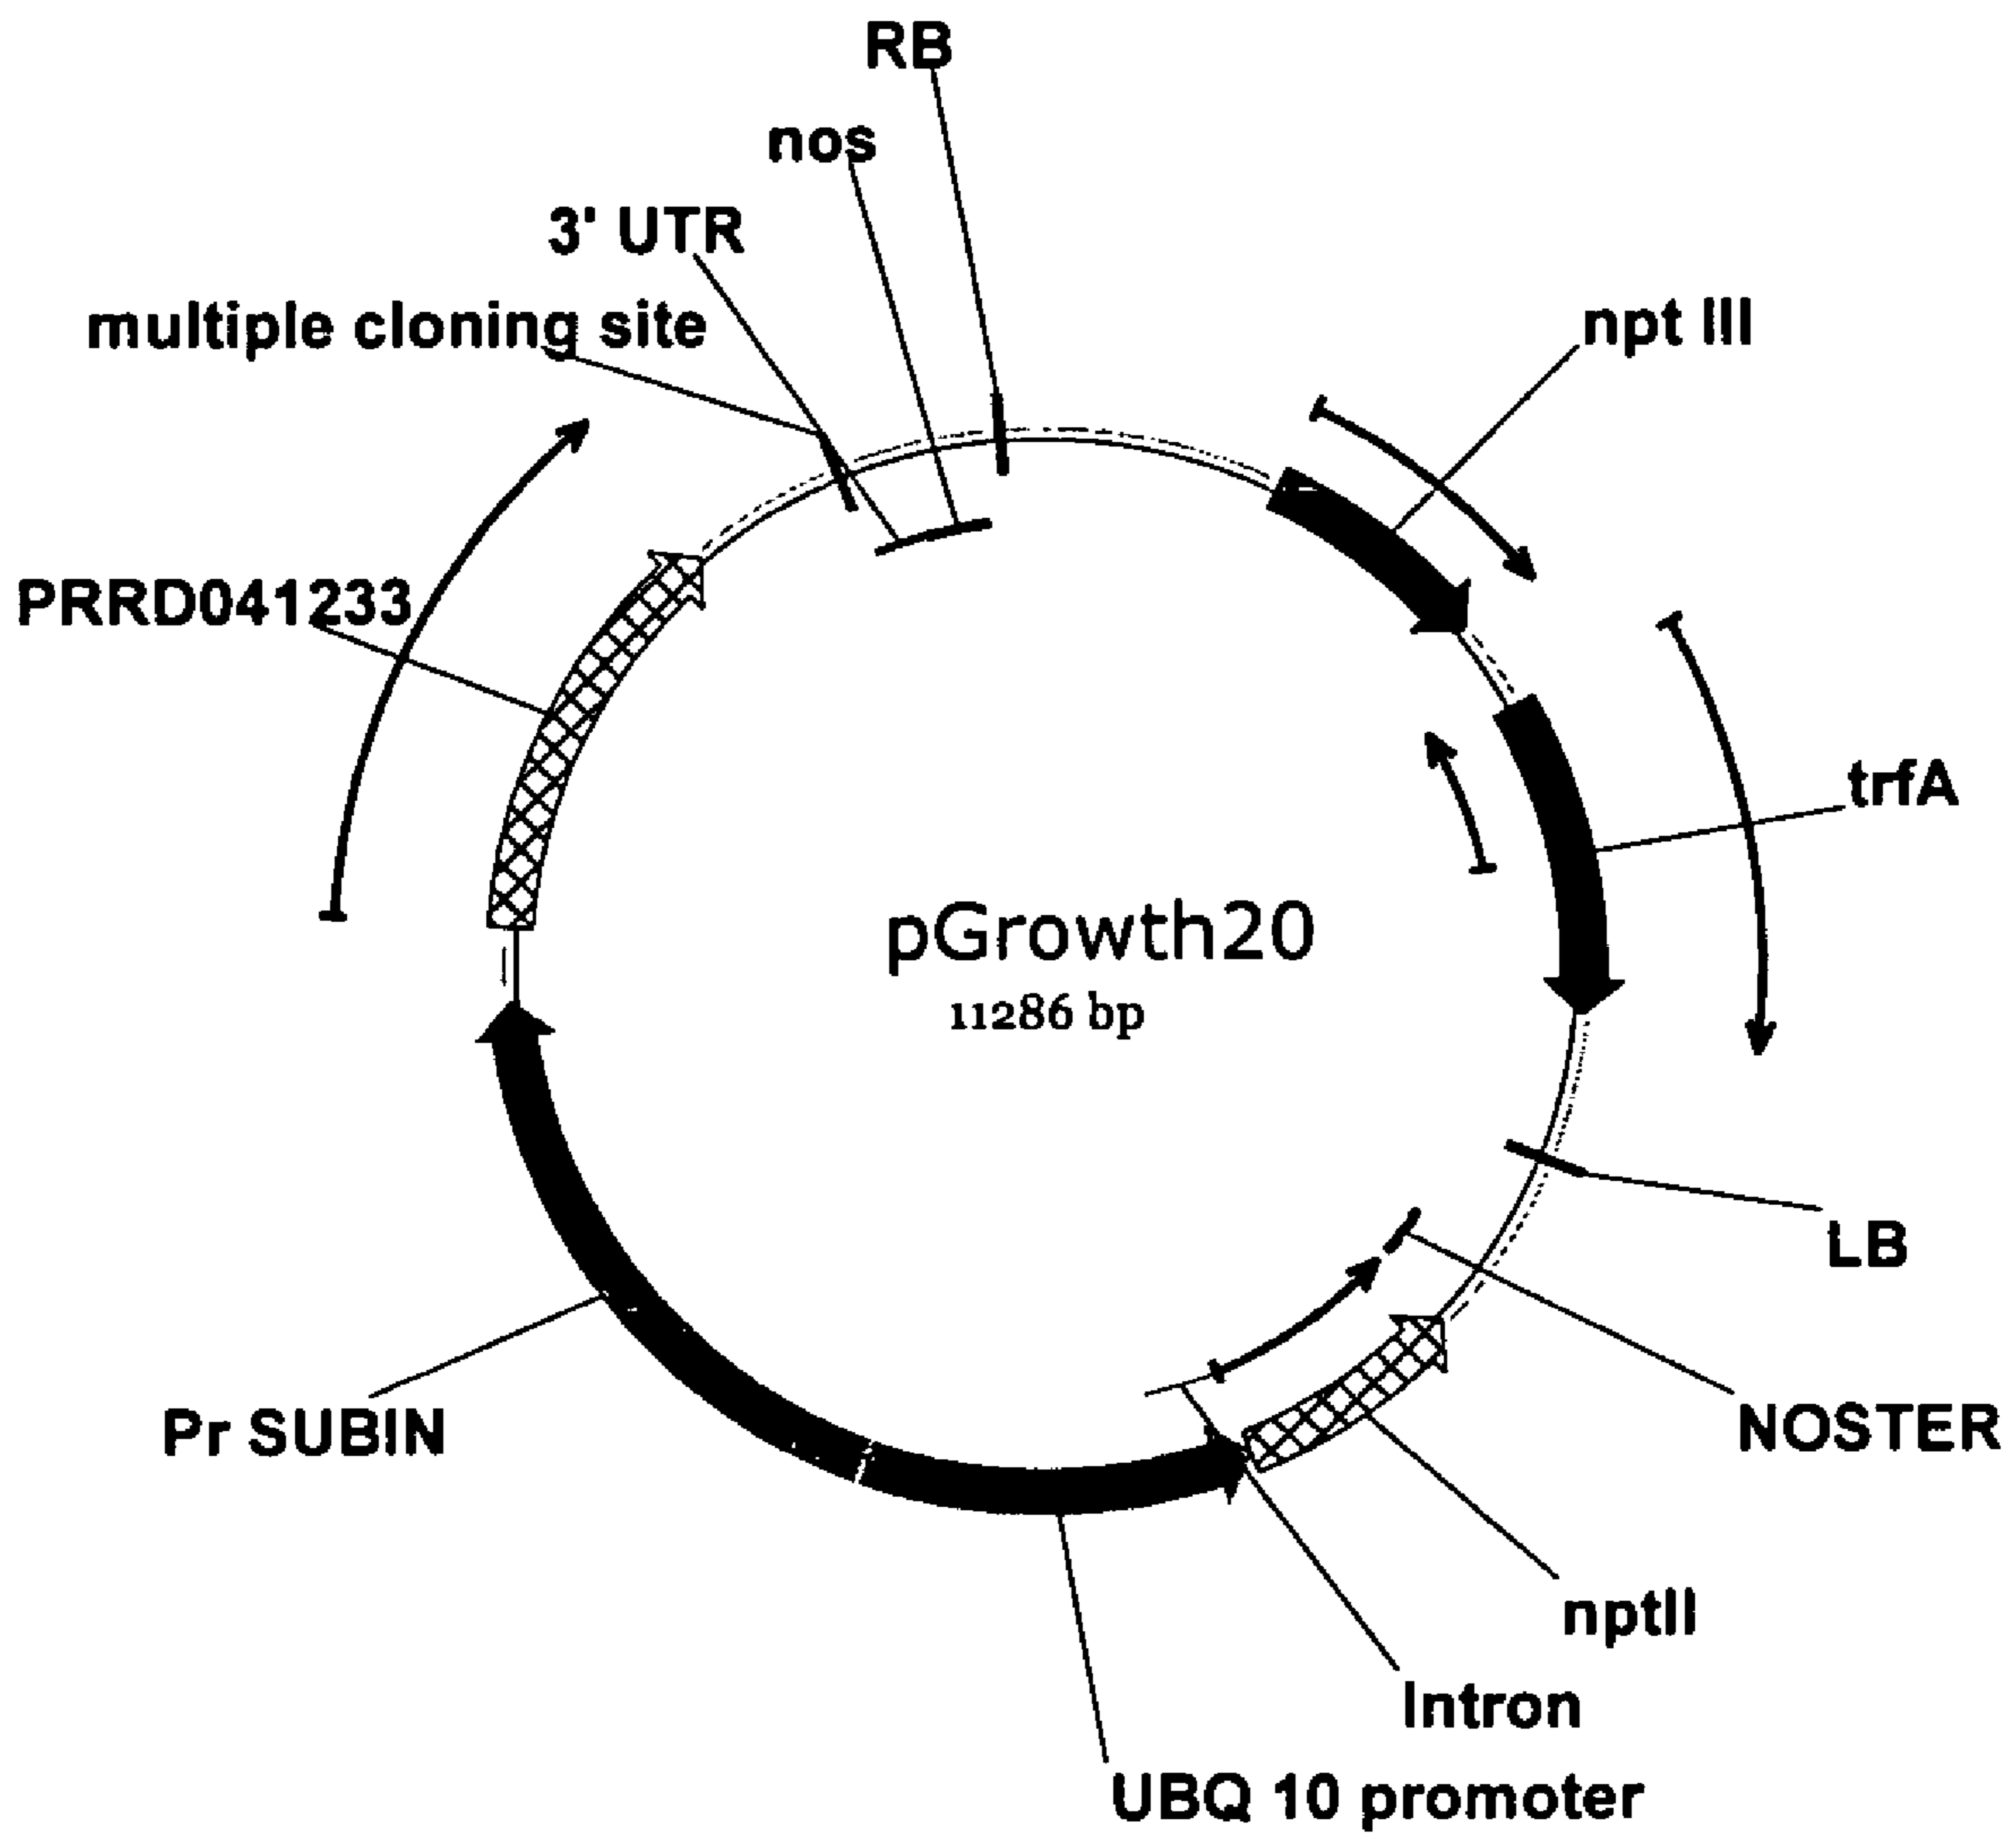 RB
nos
3' UTR
multiple cloning site
npt III
PRRD041233
trfA
pGrowth20
11286 bp
LB
Pr SUBIN
NOSTER
nptII
Intron
UBQ 10 promoter